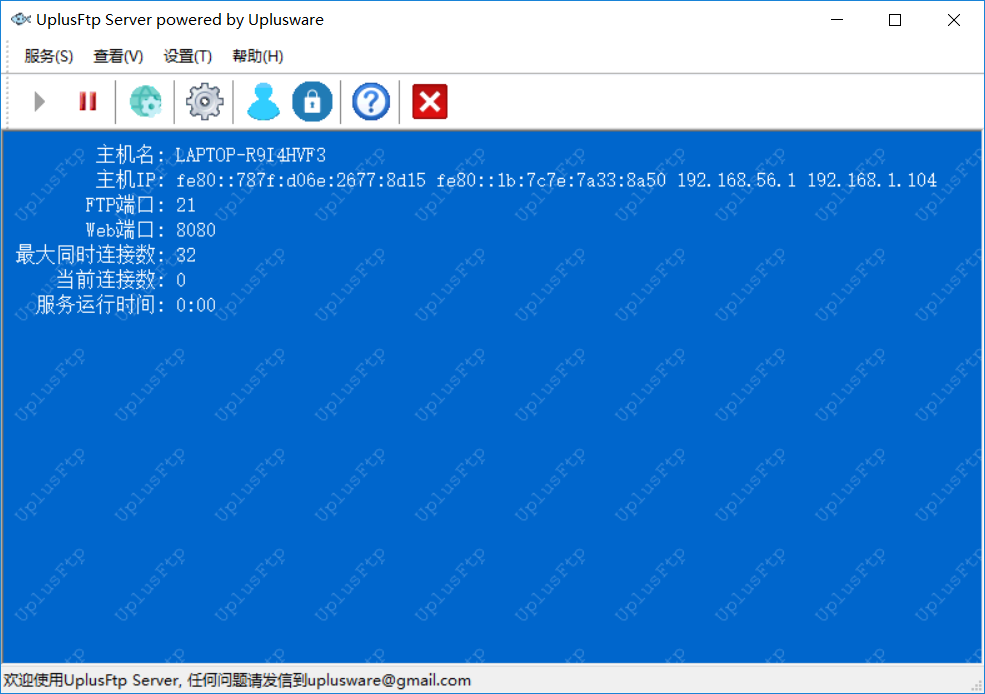 UplusFtp Server powered by Uplusware
服务(S) 查看(V) 设置(T) 帮助(H)
主机名: LAPTOP-R9I4HVF3
主机IP: fe80::787f:d06e:2677:8d15 fe80::1b:7c7e:7a33:8a50 192.168.56.1 192.168.1.104
FTP端口: 21
Web端口: 8080
最大同时连接数: 32
当前连接数: 0
服务运行时间: 0:00
UplusFtp
欢迎使用UplusFtp Server, 任何问题请发信到uplusware@gmail.com